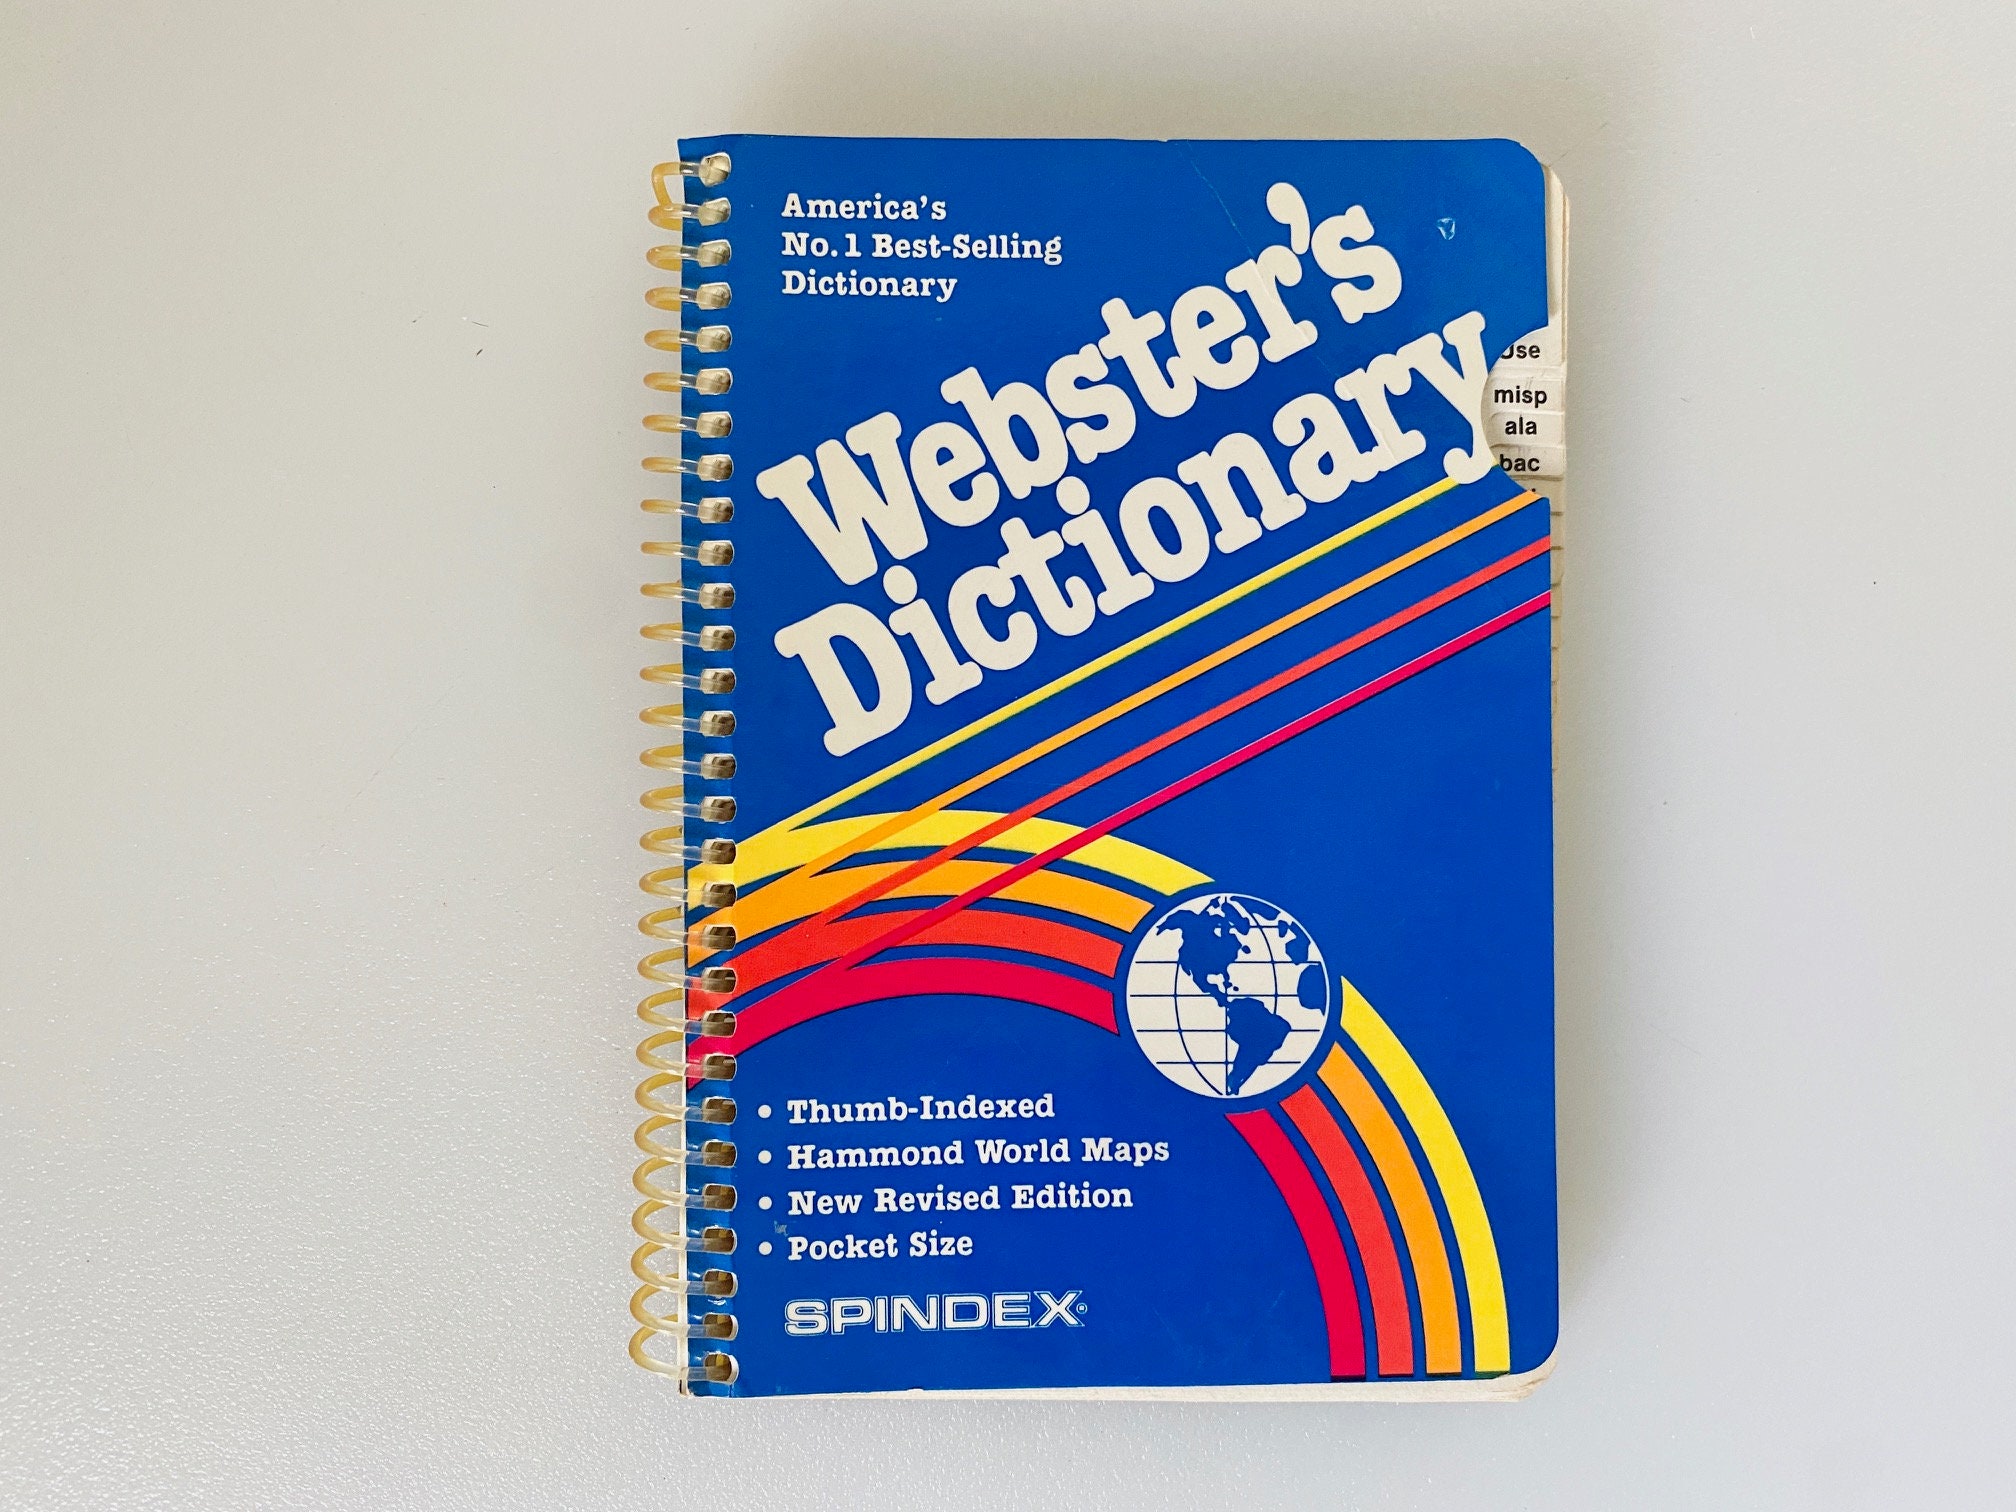 America's
No. 1 Best-Selling
Dictionary
Webster's
Dictionary
misp
ala
bac
• Thumb-Indexed
• Hammond World Maps
• New Revised Edition
• Pocket Size
SPINDEX